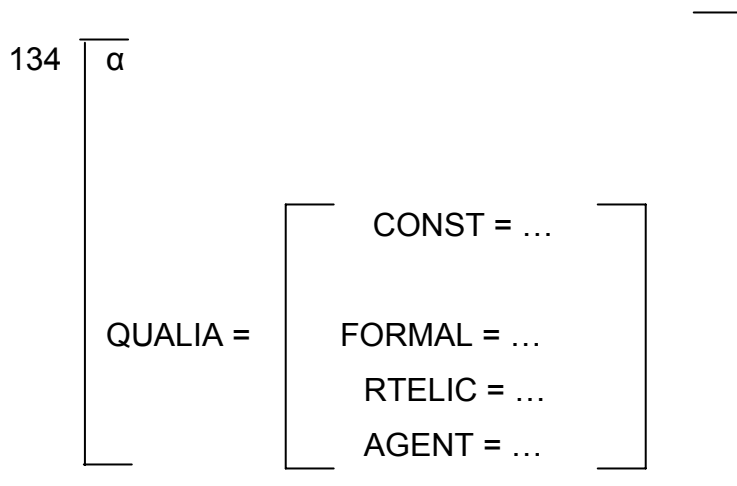 134 α
CONST = …
QUALIA = FORMAL = …
RTELIC = …
AGENT = …